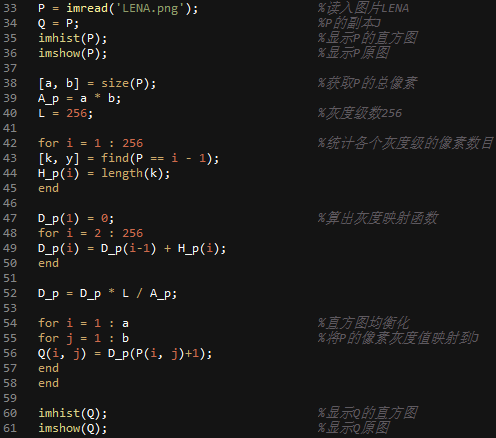 33 P = imread('LENA.png'); %读入图片LENA
34 Q = P; %P的副本J
35 imhist(P); %显示P的直方图
36 imshow(P); %显示P原图
37
38 [a, b] = size(P); %获取P的总像素
39 A_p = a * b;
40 L = 256; %灰度级数256
41
42 for i = 1 : 256 %统计各个灰度级的像素数目
43 [k, y] = find(P == i - 1);
44 H_p(i) = length(k);
45 end
46
47 D_p(1) = 0; %算出灰度映射函数
48 for i = 2 : 256
49 D_p(i) = D_p(i-1) + H_p(i);
50 end
51
52 D_p = D_p * L / A_p;
53
54 for i = 1 : a %直方图均衡化
55 for j = 1 : b %将P的像素灰度值映射到J
56 Q(i, j) = D_p(P(i, j)+1);
57 end
58 end
59
60 imhist(Q); %显示Q的直方图
61 imshow(Q); %显示Q原图